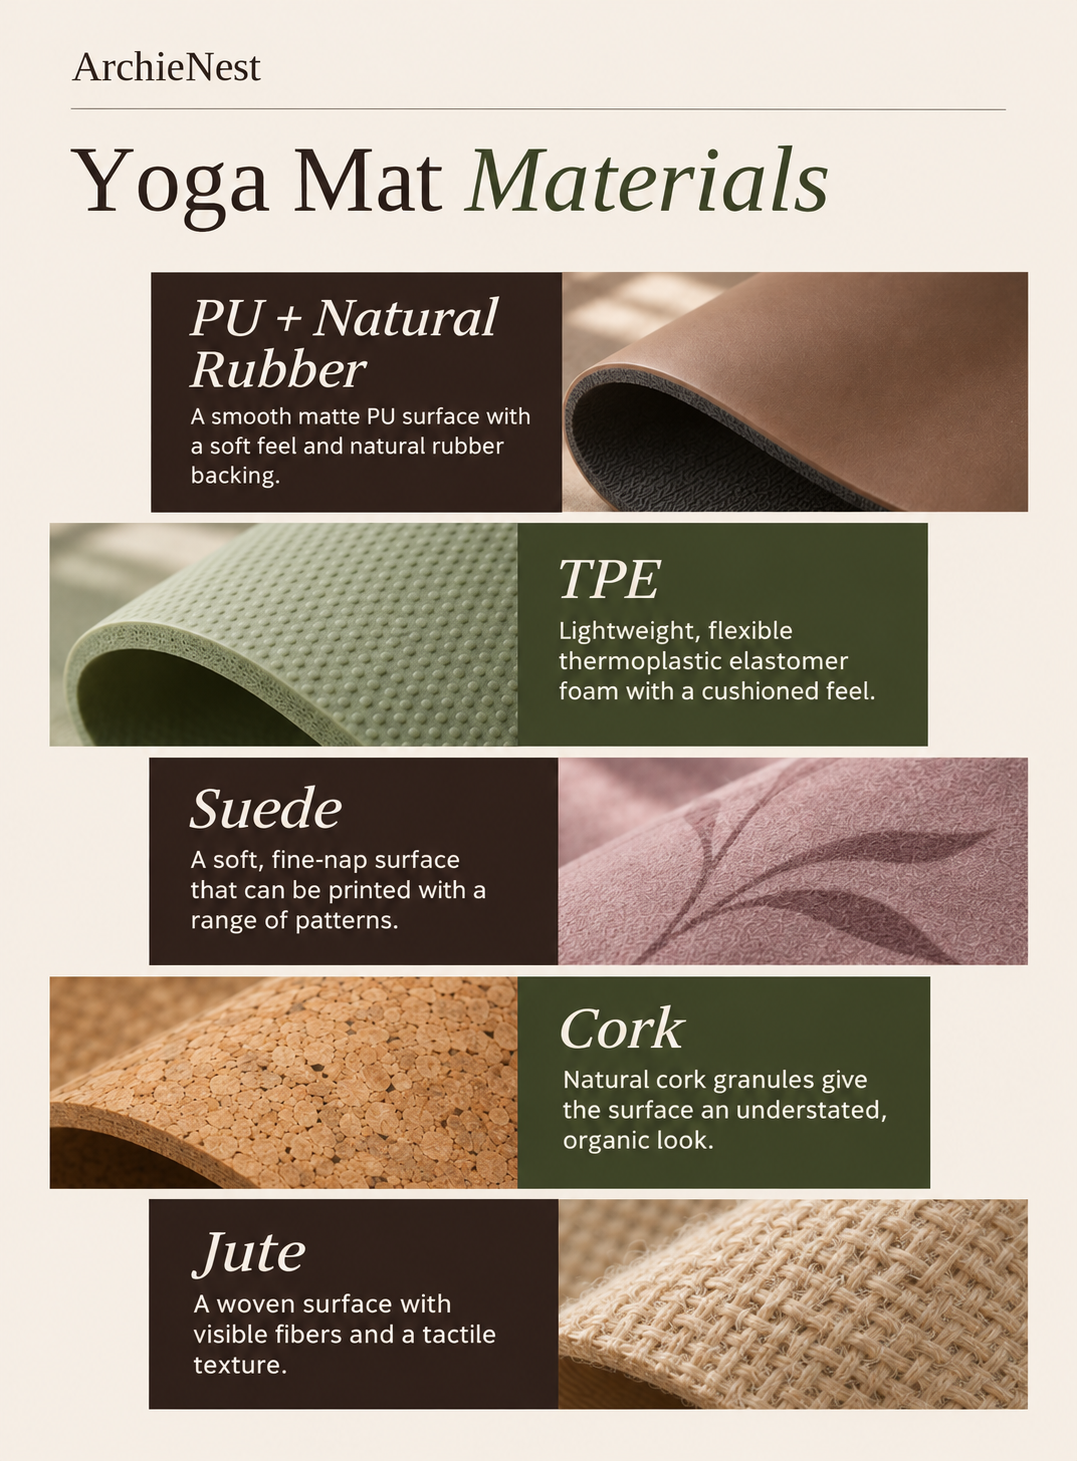 ArchieNest
Yoga Mat Materials
PU + Natural
Rubber
A smooth matte PU surface with
a soft feel and natural rubber
backing.
TPE
Lightweight, flexible
thermoplastic elastomer
foam with a cushioned feel.
Suede
A soft, fine-nap surface
that can be printed with a
range of patterns.
Cork
Natural cork granules give
the surface an understated,
organic look.
Jute
A woven surface with
visible fibers and a tactile
texture.